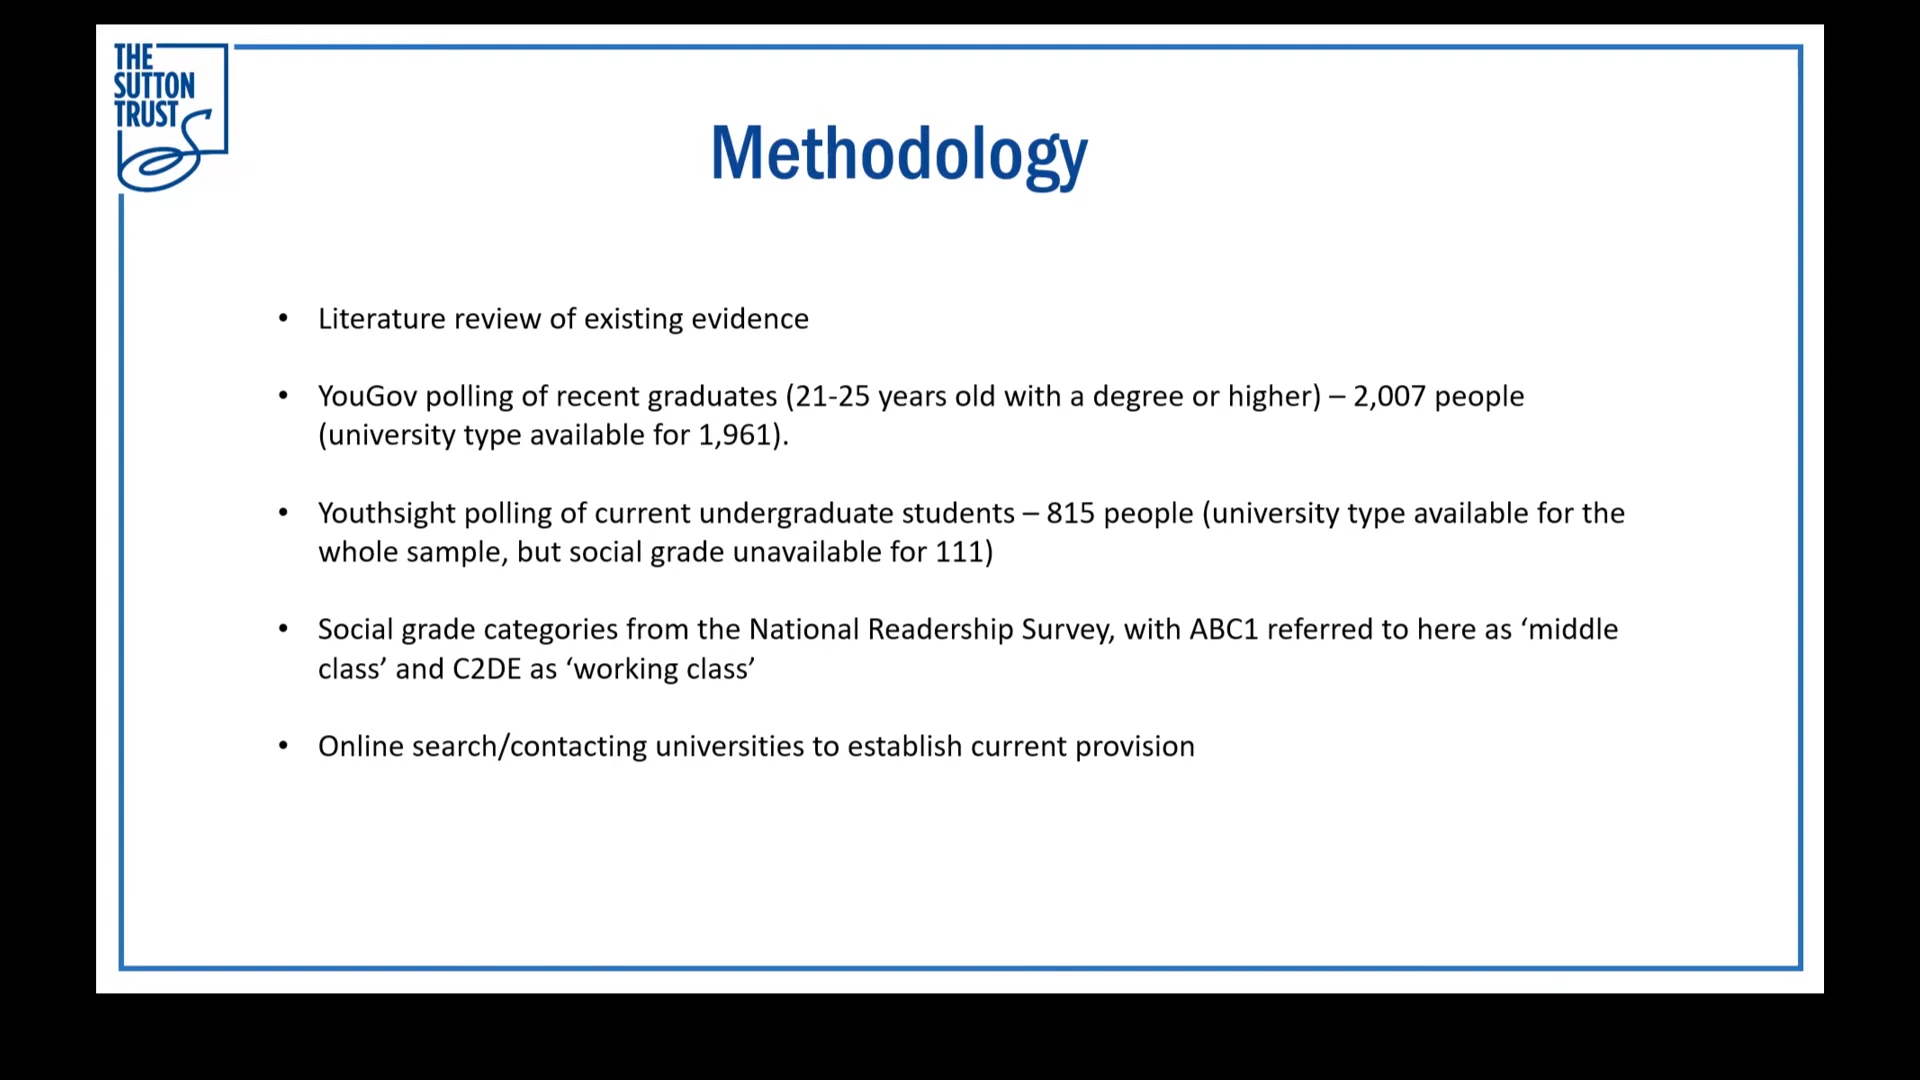 THE
SUTTON
TRUST
Methodology
• Literature review of existing evidence
• YouGov polling of recent graduates (21-25 years old with a degree or higher) – 2,007 people
(university type available for 1,961).
• Youthsight polling of current undergraduate students – 815 people (university type available for the
whole sample, but social grade unavailable for 111)
• Social grade categories from the National Readership Survey, with ABC1 referred to here as ‘middle
class’ and C2DE as ‘working class’
• Online search/contacting universities to establish current provision